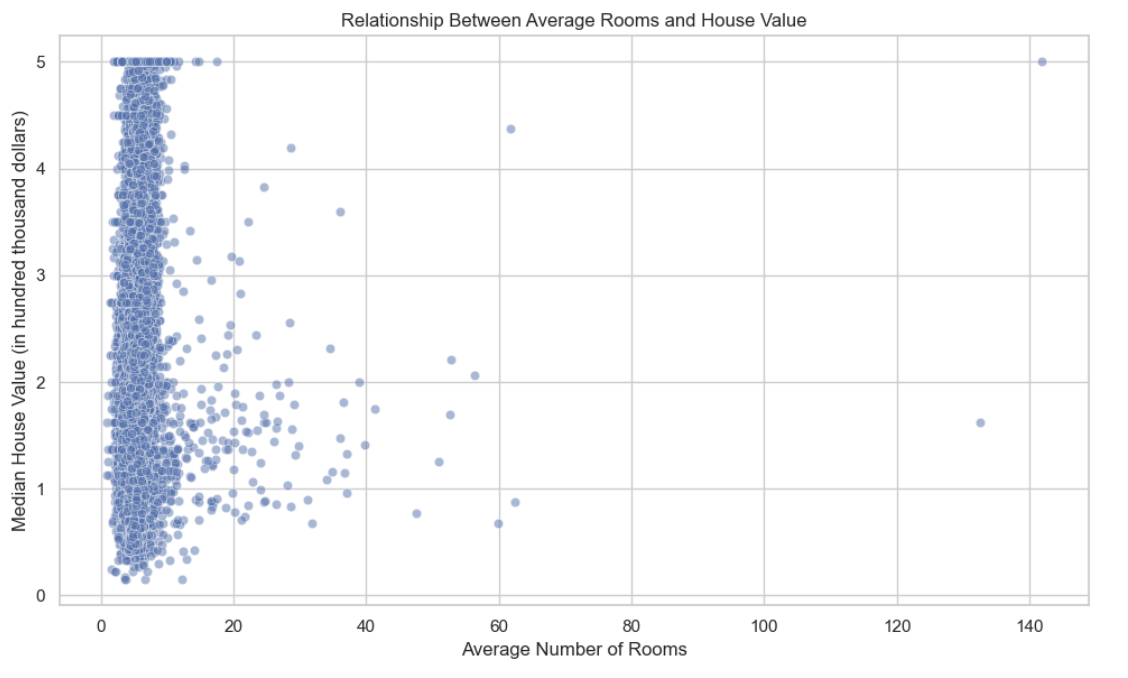 Relationship Between Average Rooms and House Value
Median House Value (in hundred thousand dollars)
5
4
3
2
1
0
0 20 40 60 80 100 120 140
Average Number of Rooms